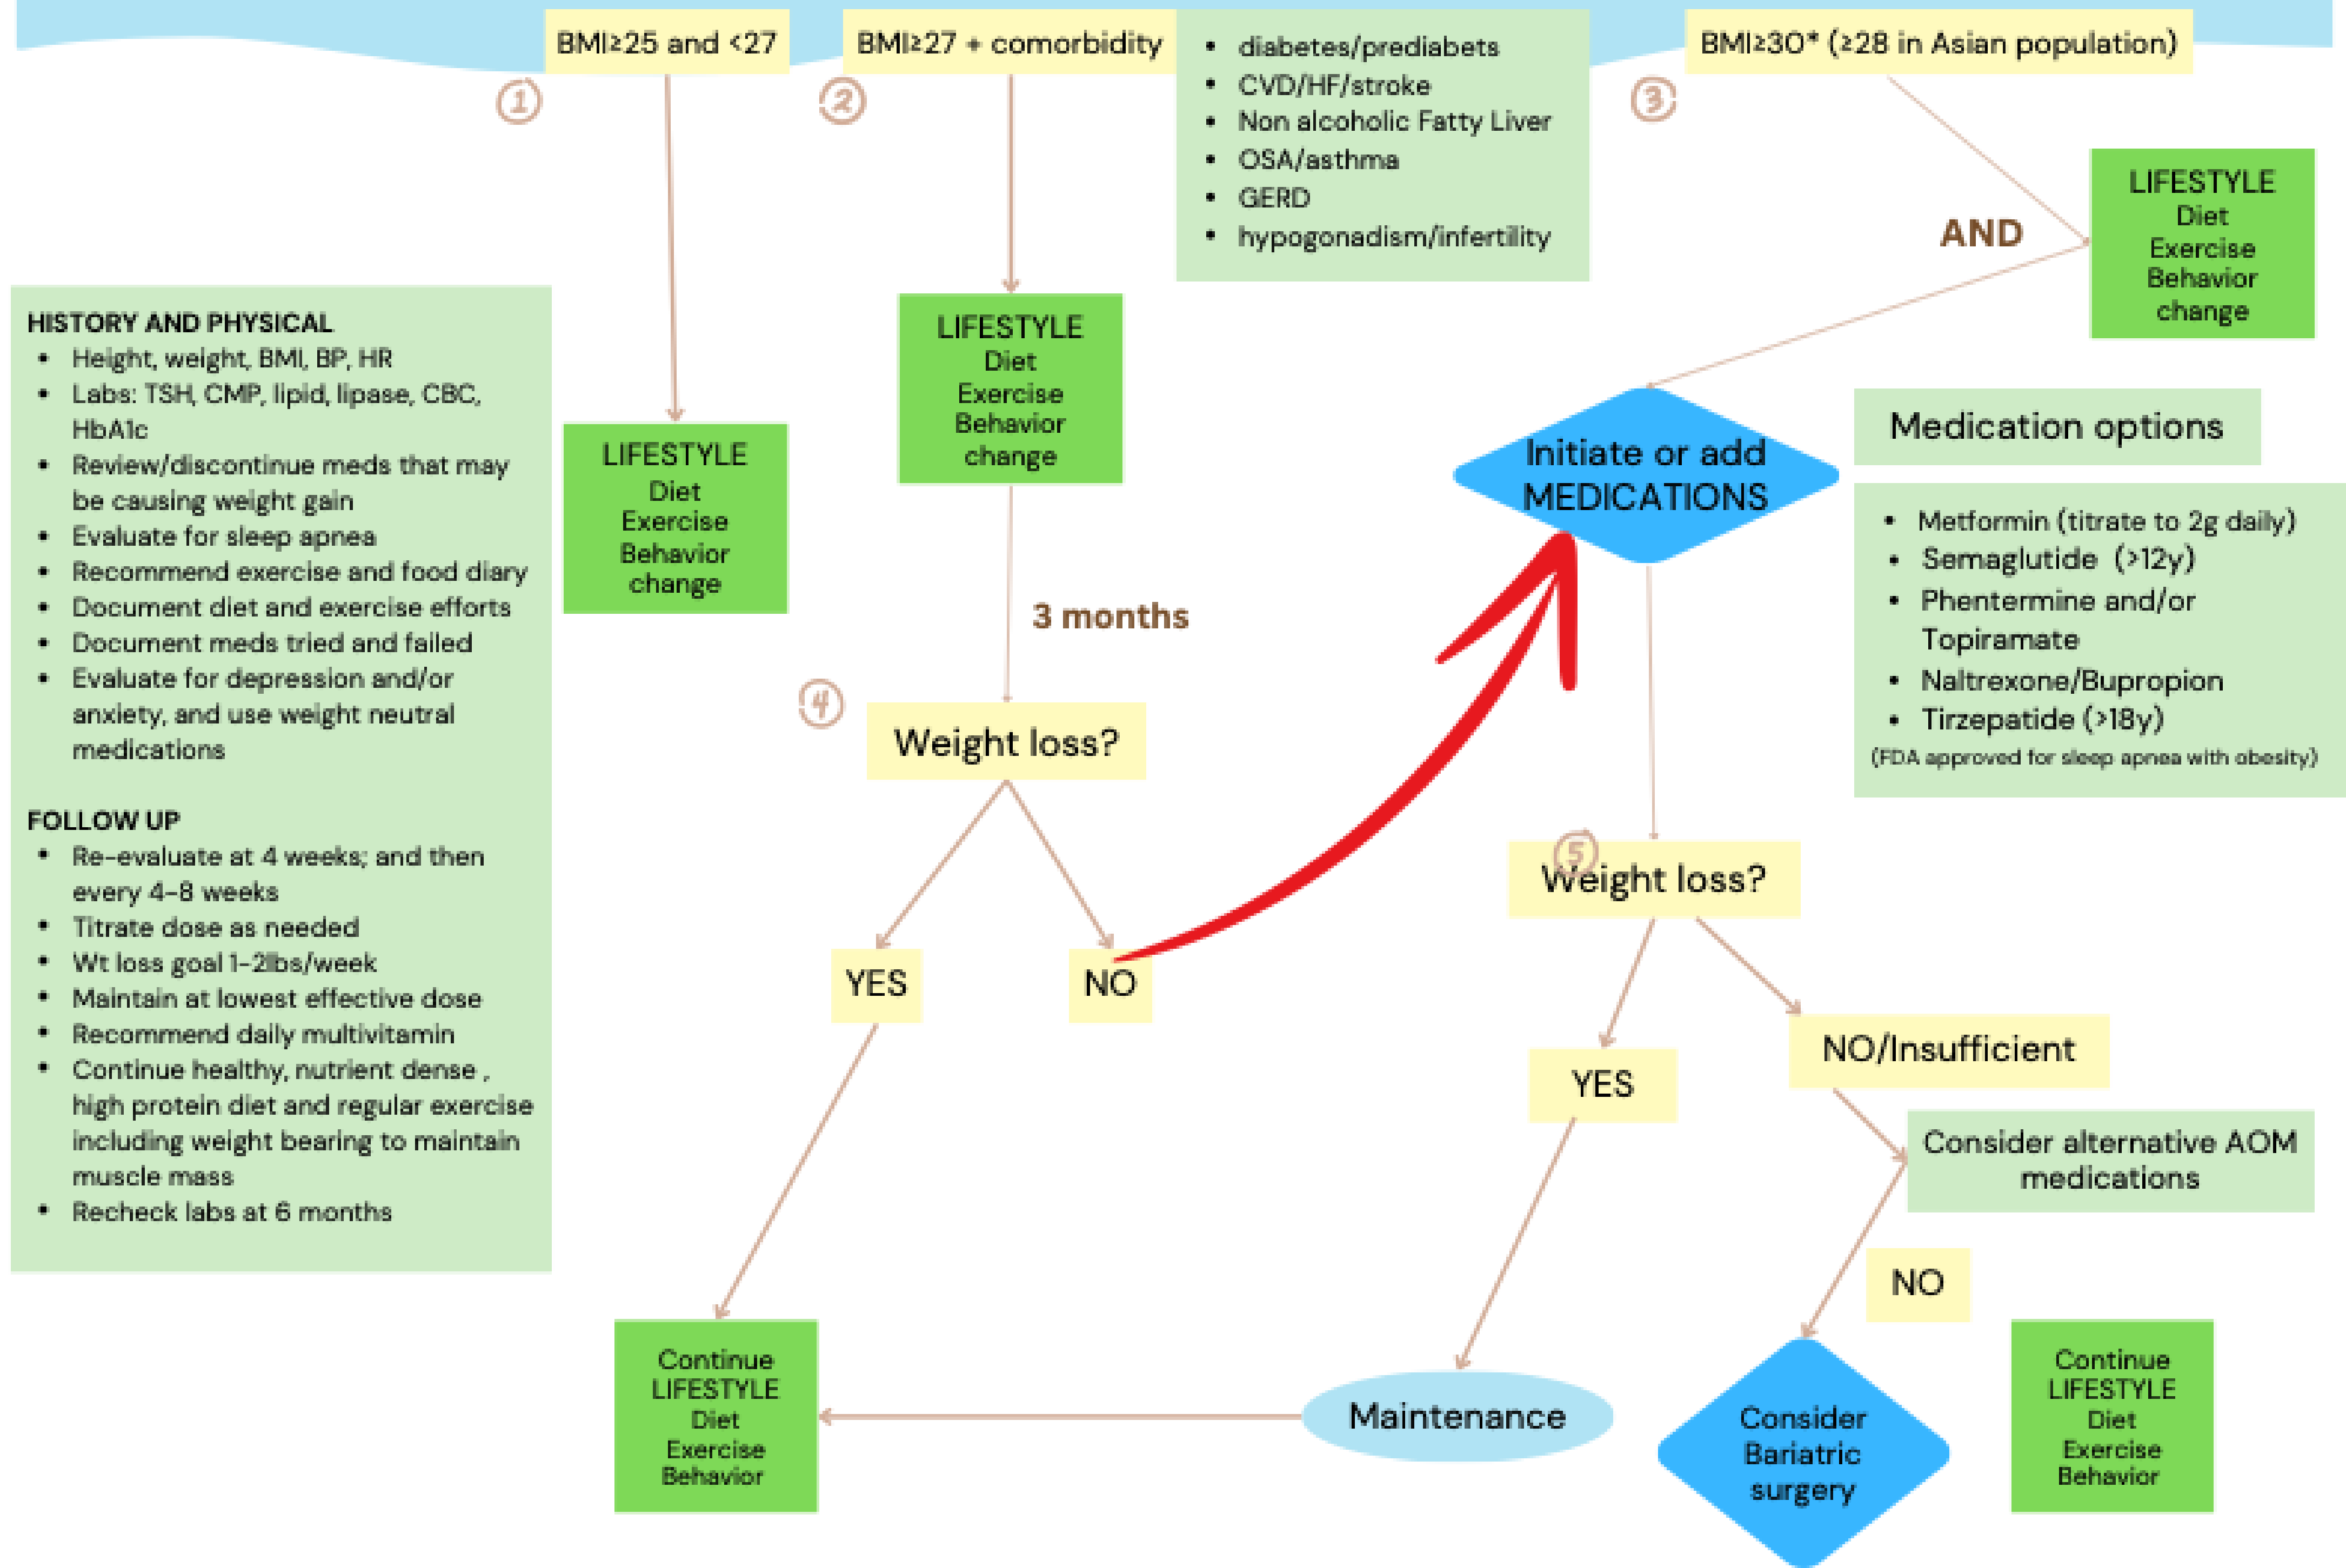 BMI≥25 and <27
BMI≥27 + comorbidity
• diabetes/prediabets
• CVD/HF/stroke
• Non alcoholic Fatty Liver
• OSA/asthma
• GERD
• hypogonadism/infertility
BMI≥30* (≥28 in Asian population)
1
2
3
LIFESTYLE
Diet
Exercise
Behavior
change
AND
HISTORY AND PHYSICAL
• Height, weight, BMI, BP, HR
• Labs: TSH, CMP, lipid, lipase, CBC,
HbA1c
• Review/discontinue meds that may
be causing weight gain
• Evaluate for sleep apnea
• Recommend exercise and food diary
• Document diet and exercise efforts
• Document meds tried and failed
• Evaluate for depression and/or
anxiety, and use weight neutral
medications
FOLLOW UP
• Re-evaluate at 4 weeks; and then
every 4-8 weeks
• Titrate dose as needed
• Wt loss goal 1-2lbs/week
• Maintain at lowest effective dose
• Recommend daily multivitamin
• Continue healthy, nutrient dense ,
high protein diet and regular exercise
including weight bearing to maintain
muscle mass
• Recheck labs at 6 months
LIFESTYLE
Diet
Exercise
Behavior
change
LIFESTYLE
Diet
Exercise
Behavior
change
3 months
4
Weight loss?
YES
NO
Initiate or add
MEDICATIONS
Medication options
• Metformin (titrate to 2g daily)
• Semaglutide (>12y)
• Phentermine and/or
Topiramate
• Naltrexone/Bupropion
• Tirzepatide (>18y)
(FDA approved for sleep apnea with obesity)
5
Weight loss?
YES
NO/Insufficient
Consider alternative AOM
medications
NO
Continue
LIFESTYLE
Diet
Exercise
Behavior
Maintenance
Consider
Bariatric
surgery
Continue
LIFESTYLE
Diet
Exercise
Behavior